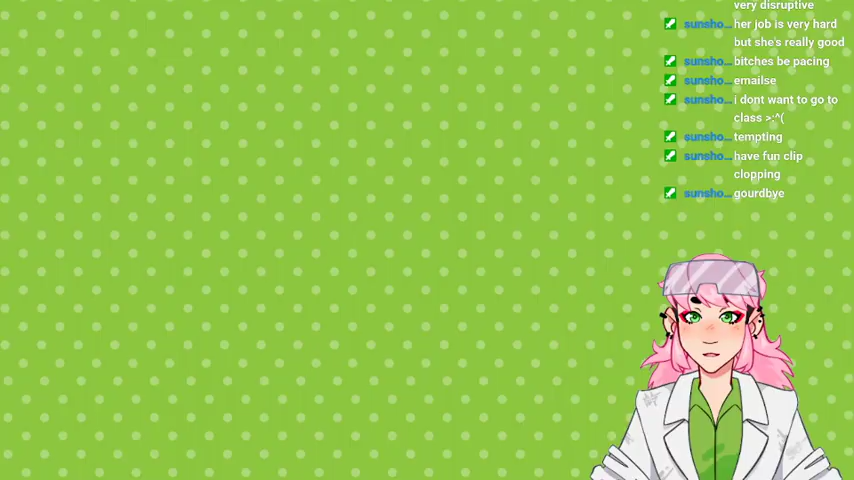 very disruptive
sunsho... her job is very hard
but she's really good
sunsho... bitches be pacing
sunsho... emailse
sunsho... i dont want to go to
class >:^(
sunsho... tempting
sunsho... have fun clip
clopping
sunsho... gourdbye